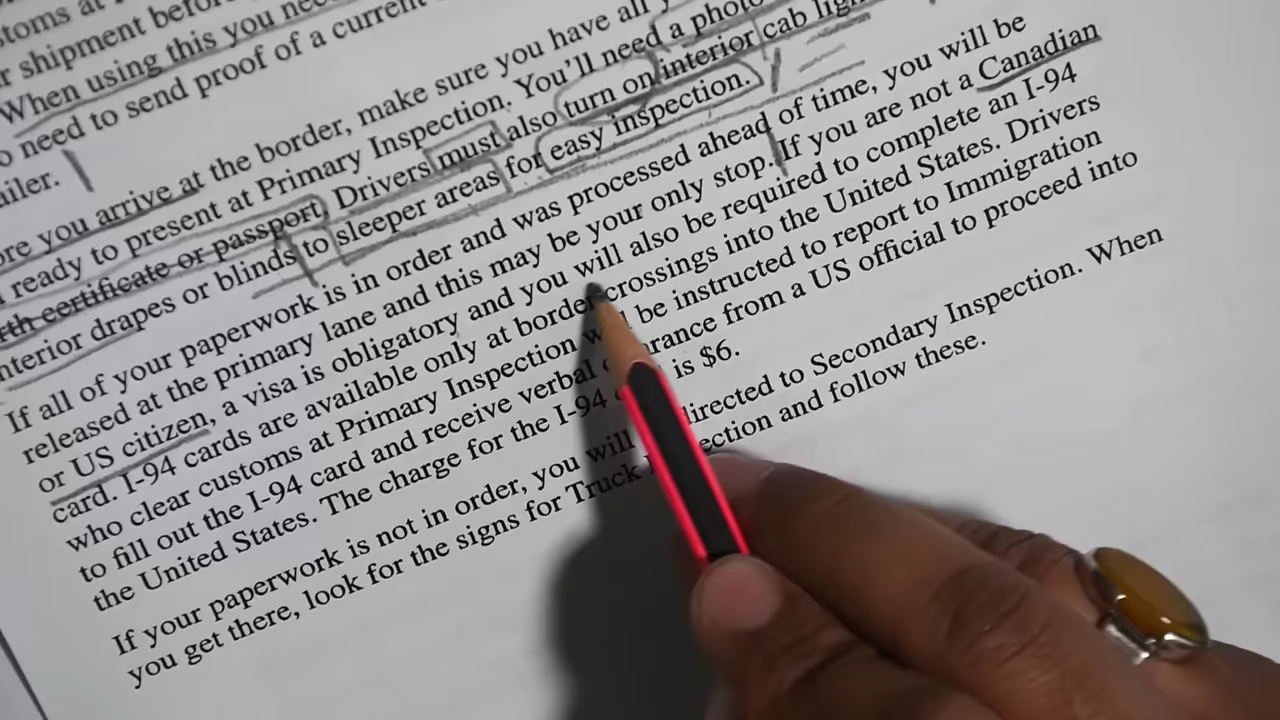 stoms at
r shipment before
When using this you nee
o need to send proof of a current
ailer.
ore you arrive at the border, make sure you have all
ready to present at Primary Inspection. You'll need a photo
rth certificate or passport, Drivers must also turn on interior cab ligh
nterior drapes or blinds to sleeper areas for easy inspection.
If all of your paperwork is in order and was processed ahead of time, you will be
released at the primary lane and this may be your only stop. If you are not a Canadian
or US citizen, a visa is obligatory and you will also be required to complete an I-94
card. I-94 cards are available only at border crossings into the United States. Drivers
who clear customs at Primary Inspection will be instructed to report to Immigration
to fill out the I-94 card and receive verbal clearance from a US official to proceed into
the United States. The charge for the I-94 is $6.
If your paperwork is not in order, you will directed to Secondary Inspection. When
you get there, look for the signs for Truck and follow these.